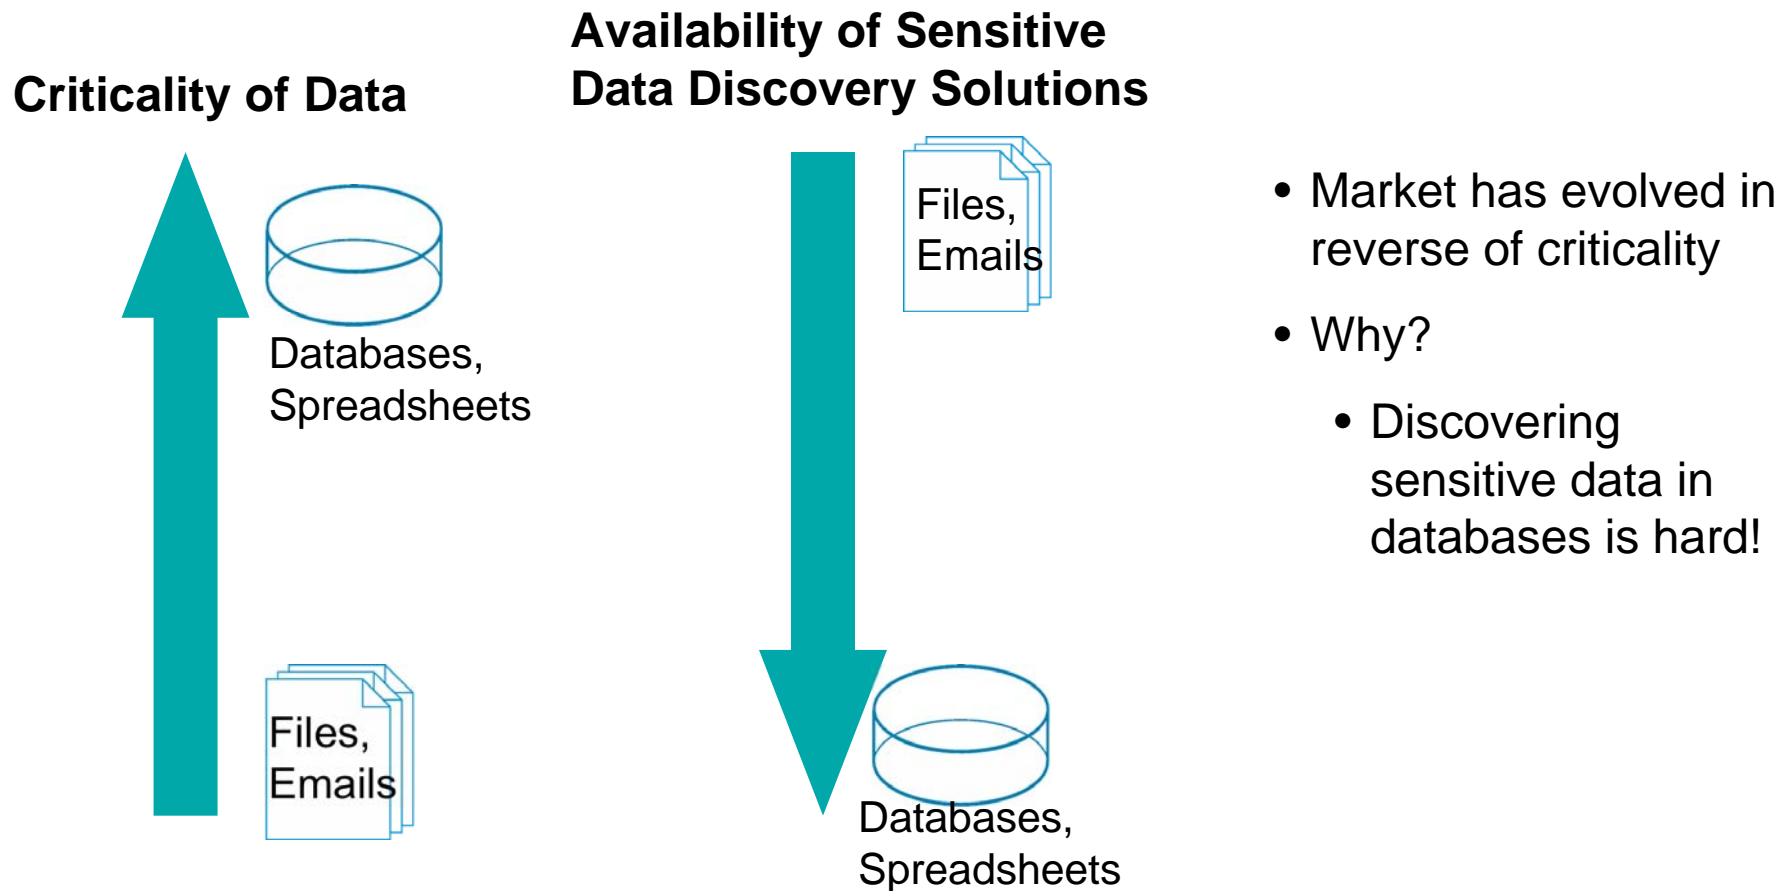 Criticality of Data
Databases,
Spreadsheets
Files,
Emails
Availability of Sensitive
Data Discovery Solutions
Files,
Emails
Databases,
Spreadsheets
• Market has evolved in
reverse of criticality
• Why?
• Discovering
sensitive data in
databases is hard!